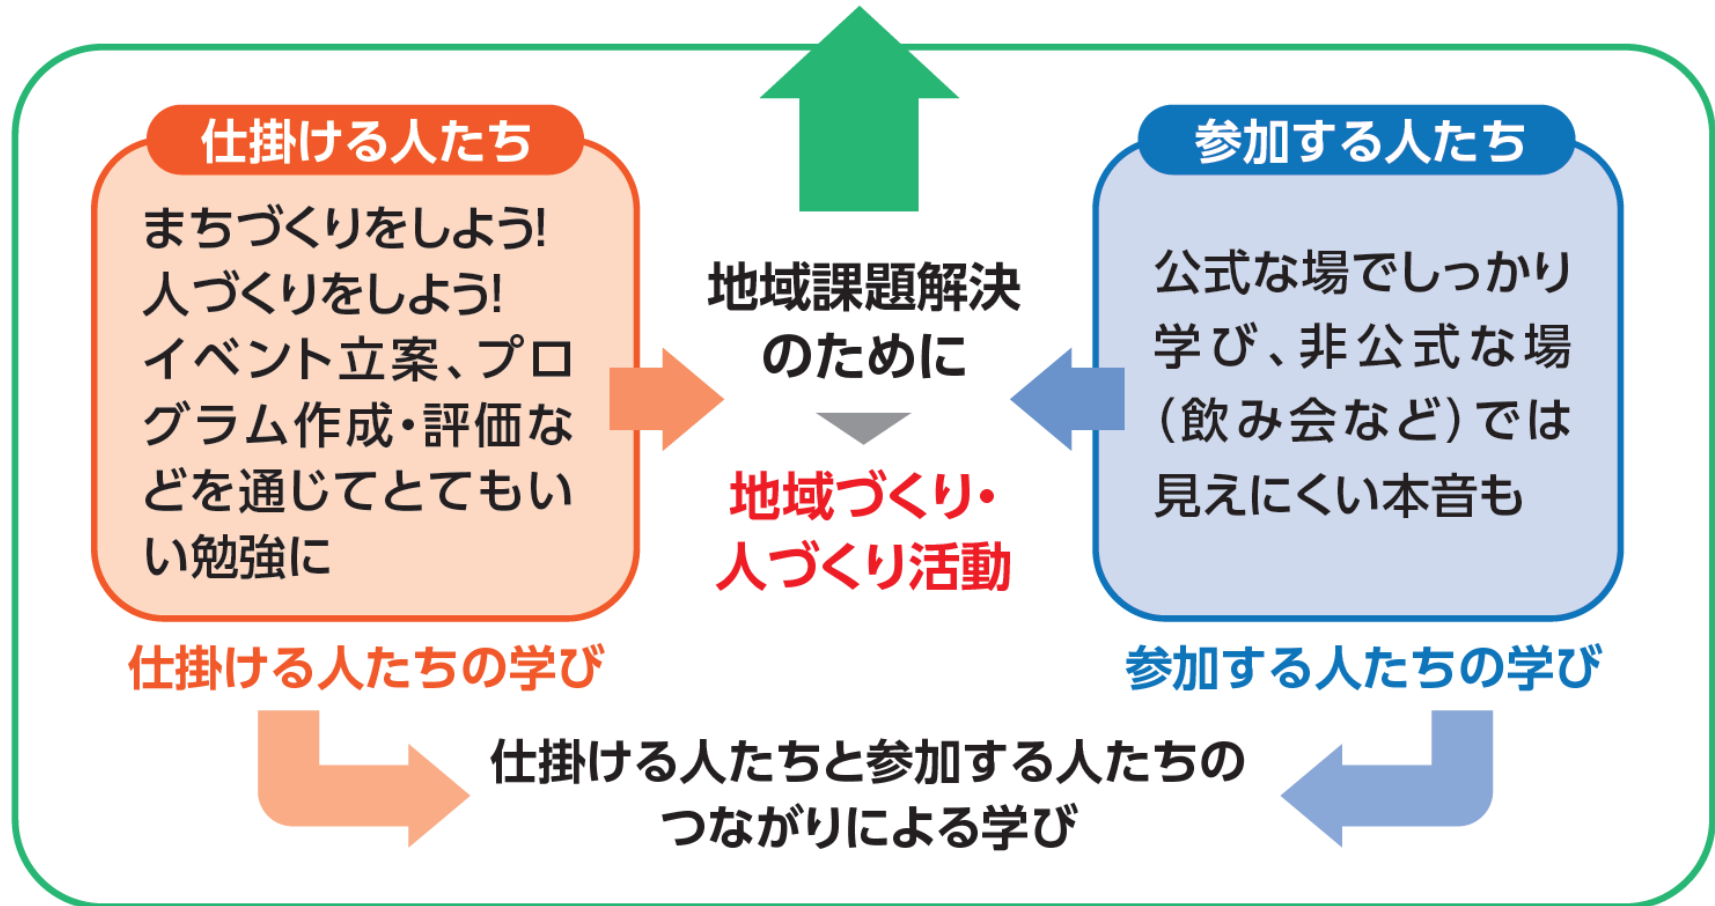 仕掛ける人たち
まちづくりをしよう!
人づくりをしよう!
イベント立案、プロ
グラム作成・評価な
どを通じてとてもい
い勉強に
仕掛ける人たちの学び
地域課題解決
のために
地域づくり・
人づくり活動
参加する人たち
公式な場でしっかり
学び、非公式な場
（飲み会など）では
見えにくい本音も
参加する人たちの学び
仕掛ける人たちと参加する人たちの
つながりによる学び